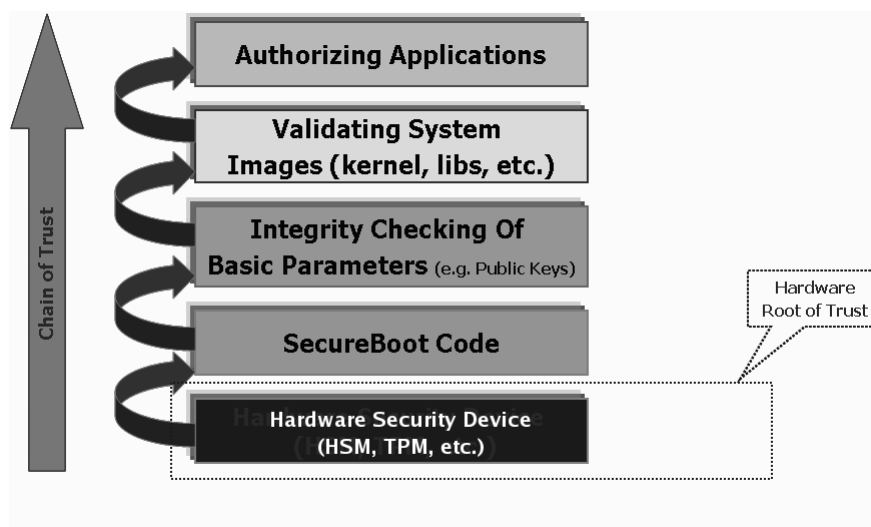 Authorizing Applications
Validating System
Images (kernel, libs, etc.)
Integrity Checking Of
Basic Parameters (e.g. Public Keys)
SecureBoot Code
Hardware Security Device
(HSM, TPM, etc.)
Hardware
Root of Trust
Chain of Trust